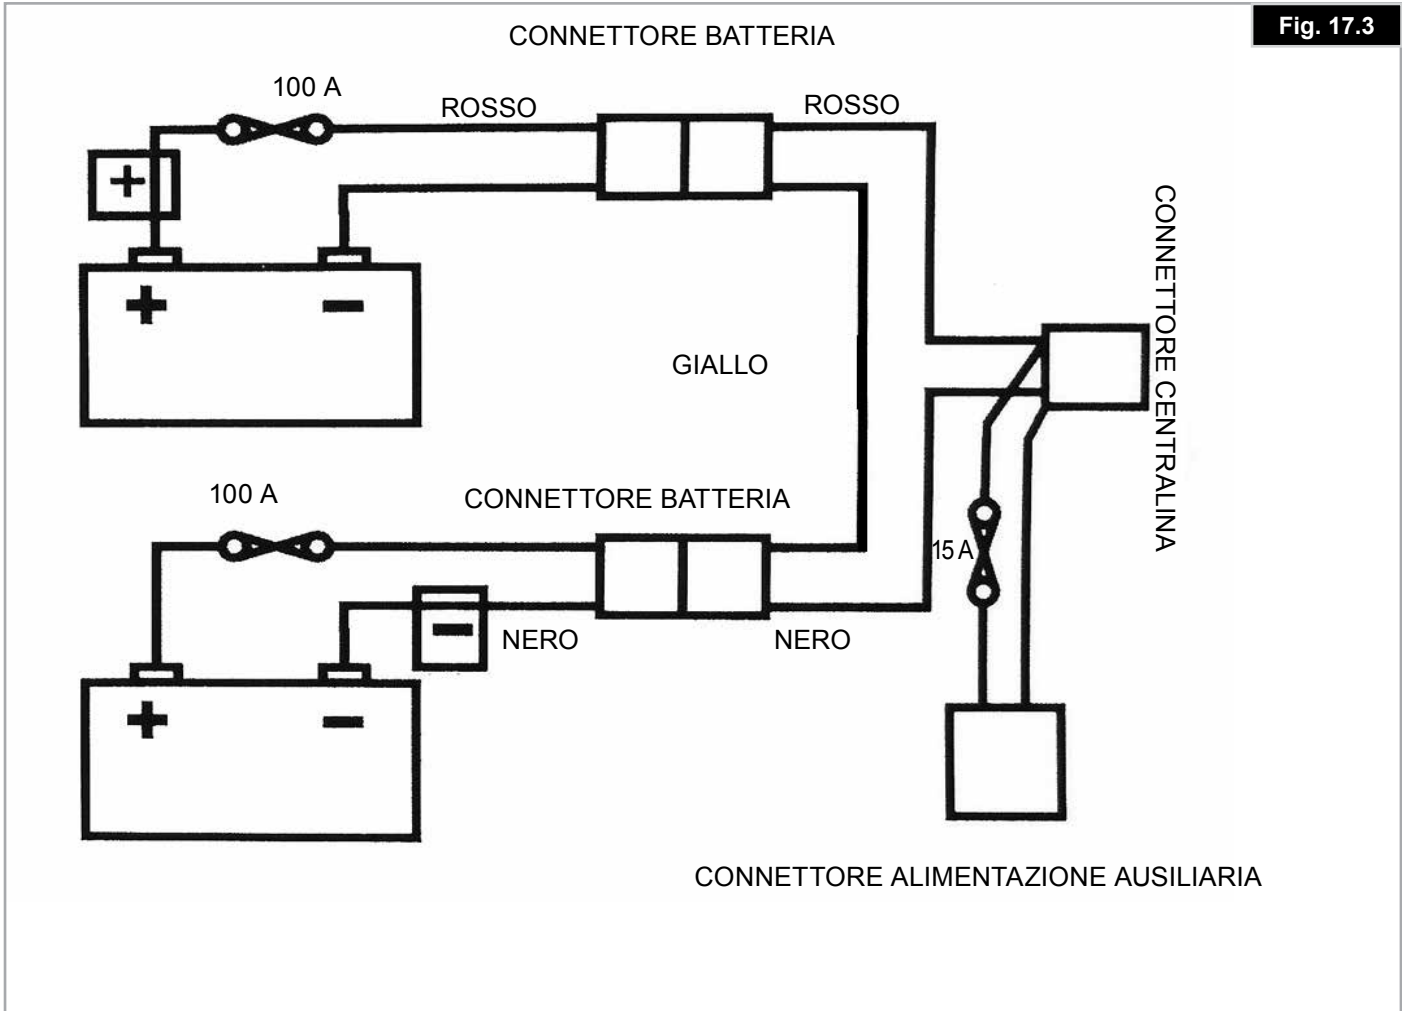 Fig. 17.3
CONNETTORE BATTERIA
100 A
ROSSO
ROSSO
+
+ −
CONNETTORE CENTRALINA
GIALLO
100 A
CONNETTORE BATTERIA
15 A
−
NERO
NERO
+ −
CONNETTORE ALIMENTAZIONE AUSILIARIA